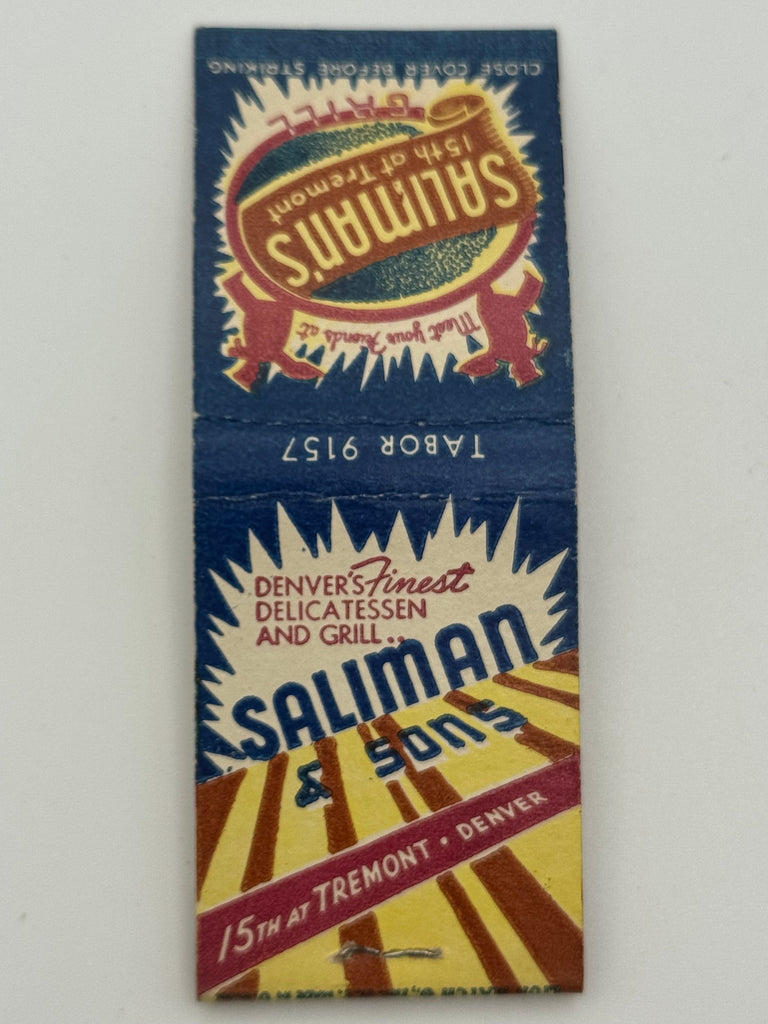 CLOSE COVER BEFORE STRIKING
Meat your Friends at
SALIMAN'S
15th at Tremont
GRILL
TABOR 9157
DENVER'S Finest
DELICATESSEN
AND GRILL..
SALIMAN
& SONS
15TH AT TREMONT • DENVER